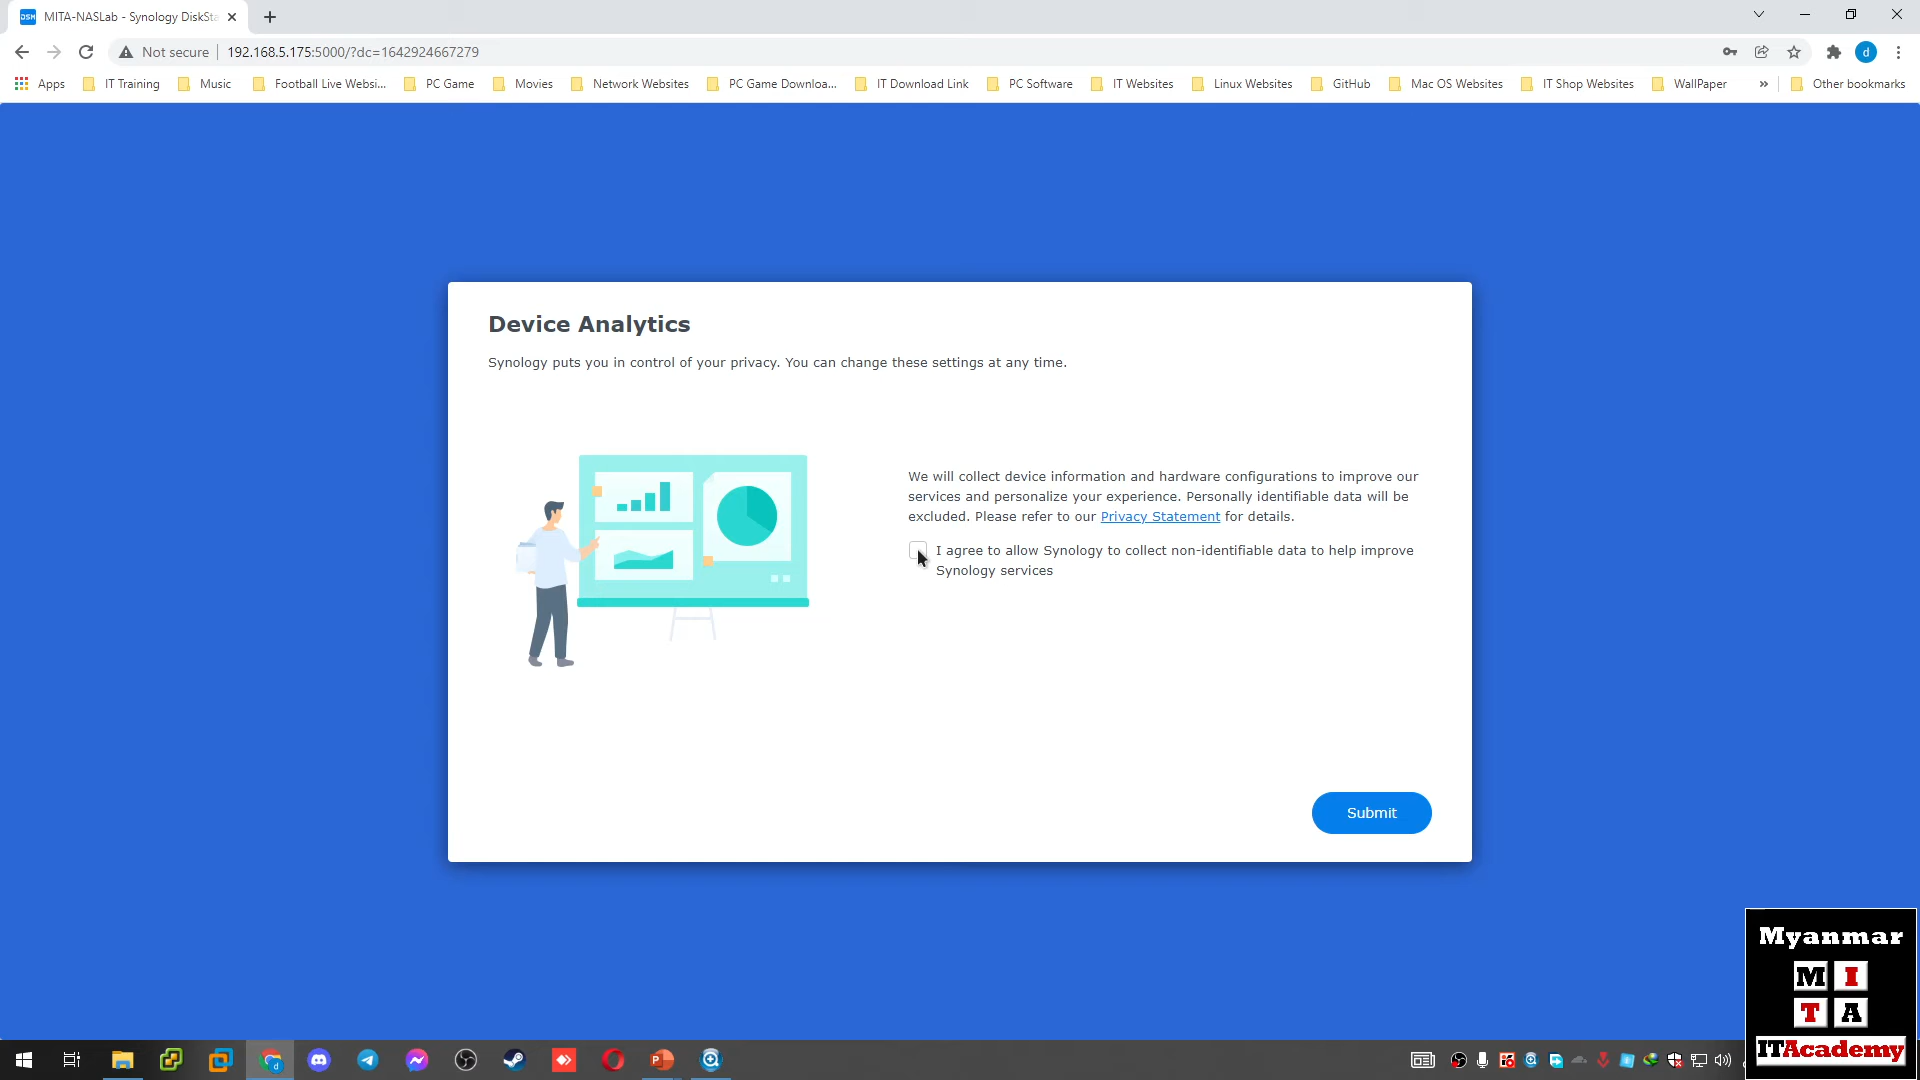 MITA-NASLab - Synology DiskSta
Not secure
192.168.5.175:5000/?dc=1642924667279
d
Apps
IT Training
Music
Football Live Websi...
PC Game
Movies
Network Websites
PC Game Downloa...
IT Download Link
PC Software
IT Websites
Linux Websites
GitHub
Mac OS Websites
IT Shop Websites
WallPaper
»
Other bookmarks
Device Analytics
Synology puts you in control of your privacy. You can change these settings at any time.
We will collect device information and hardware configurations to improve our
services and personalize your experience. Personally identifiable data will be
excluded. Please refer to our Privacy Statement for details.
I agree to allow Synology to collect non-identifiable data to help improve
Synology services
Submit
Myanmar
M I
T A
ITAcademy